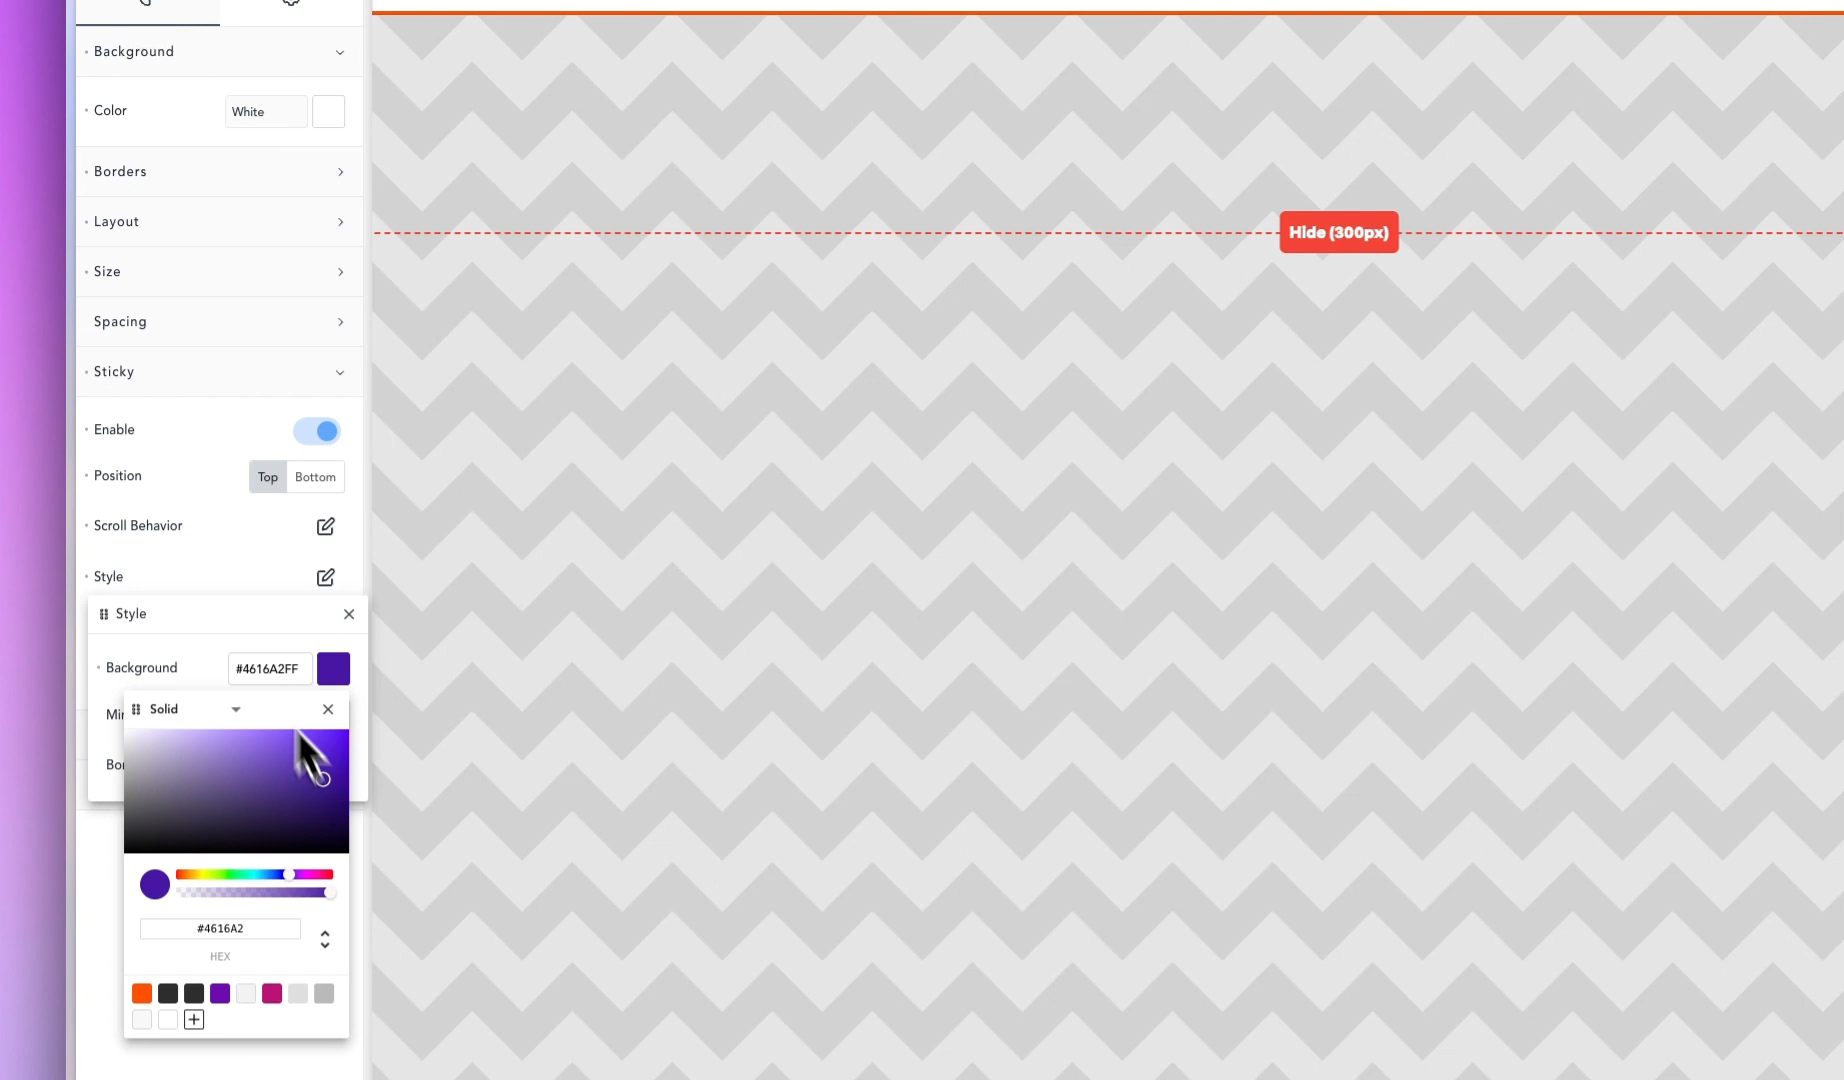 Background
Color
White
Borders
Layout
Size
Spacing
Sticky
Enable
Position
Top
Bottom
Scroll Behavior
Style
Style
Background
#4616A2FF
Solid
#4616A2
HEX
Hide (300px)